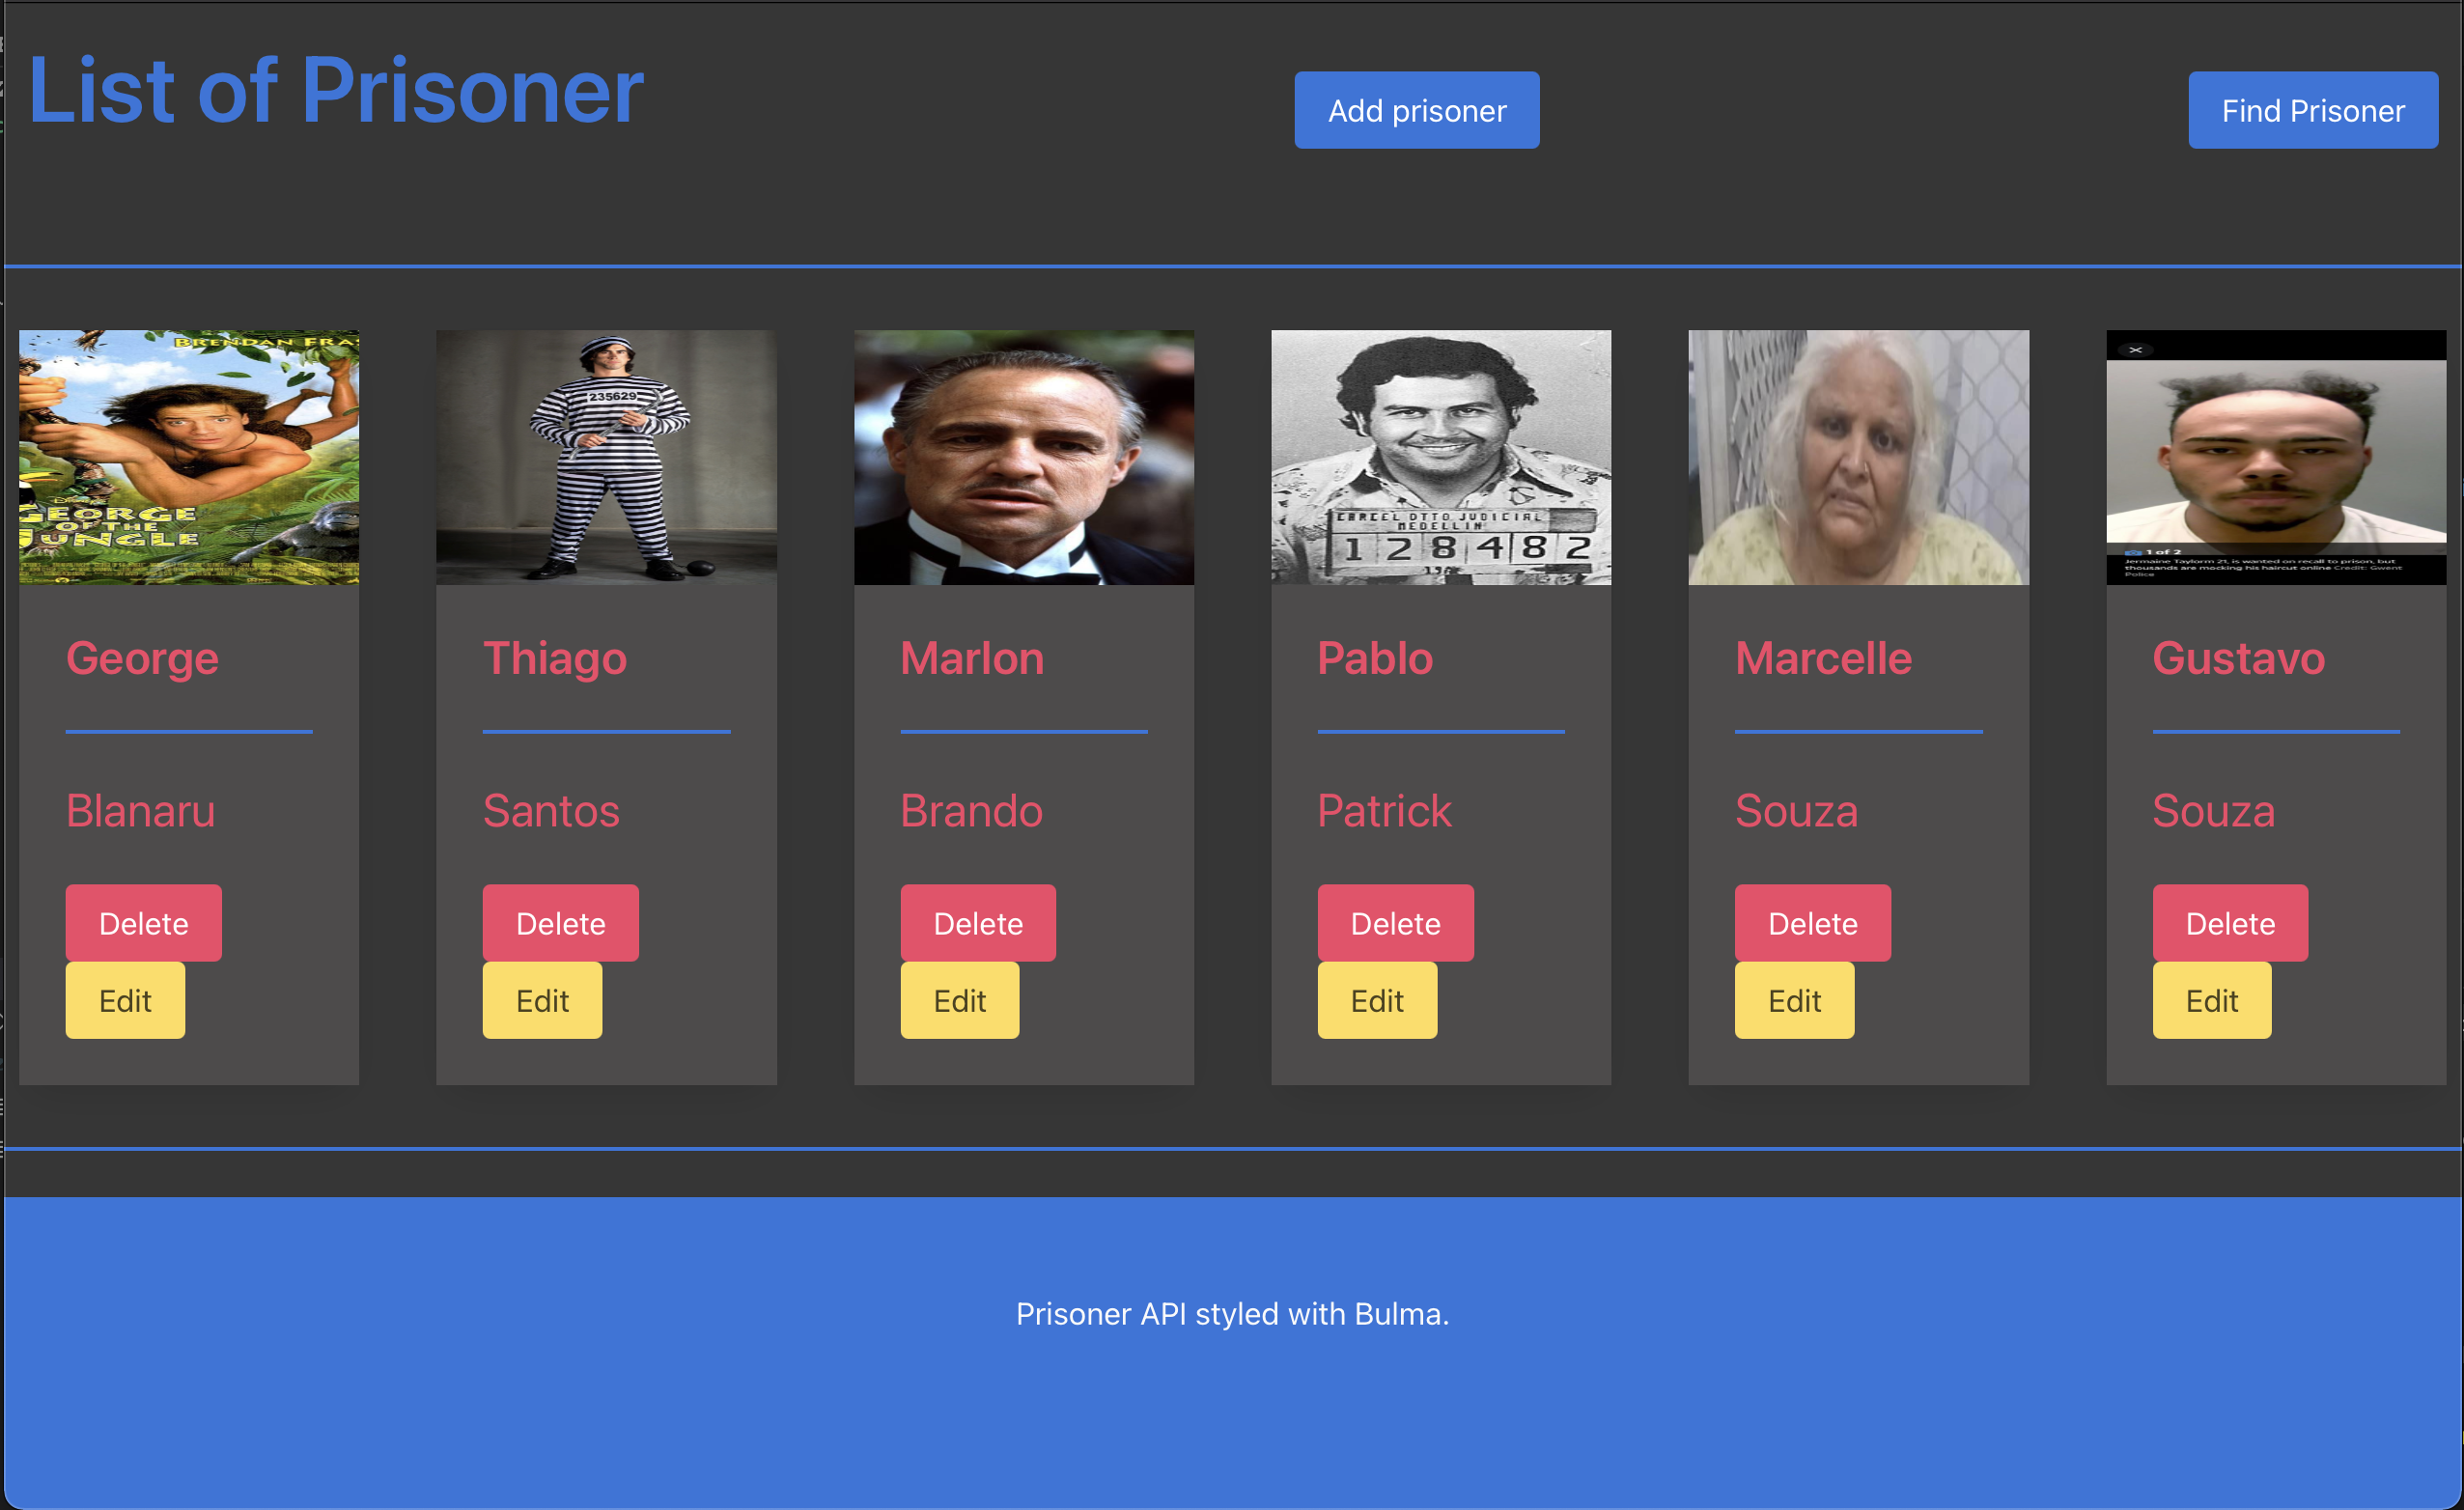 List of Prisoner
Add prisoner
Find Prisoner
BRENDAN FRAS
DISNEY
GEORGE
OF THE
JUNGLE
235629
CARCEL DTTO JUDICIAL
MEDELLIN
128482
1 of 2
Jermaine Taylorm 21, is wanted on recall to prison, but
thousands are mocking his haircut online Credit: Gwent
Police
George
Thiago
Marlon
Pablo
Marcelle
Gustavo
Blanaru
Santos
Brando
Patrick
Souza
Souza
Delete
Delete
Delete
Delete
Delete
Delete
Edit
Edit
Edit
Edit
Edit
Edit
Prisoner API styled with Bulma.